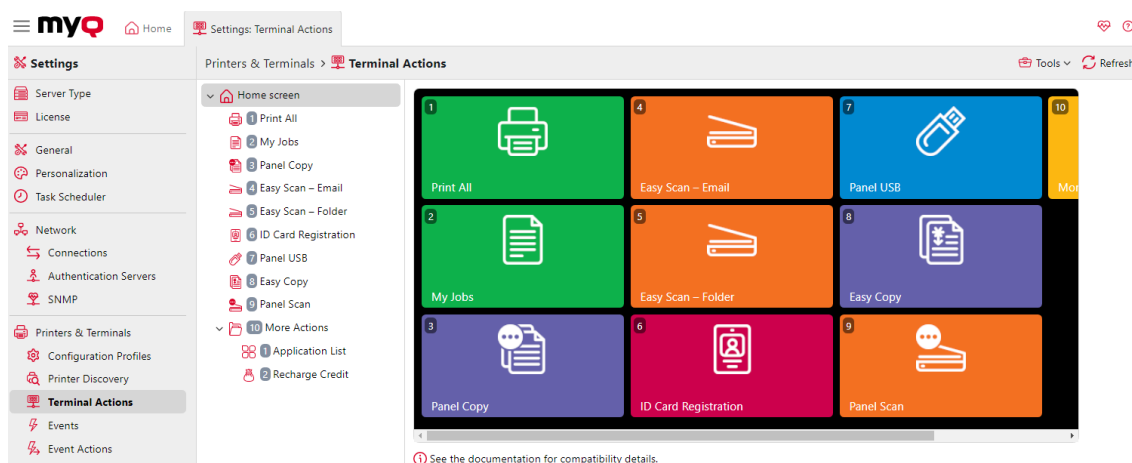 myQ
Home
Settings: Terminal Actions
Settings
Printers & Terminals > Terminal Actions
Tools
Refresh
Server Type
License
General
Personalization
Task Scheduler
Network
Connections
Authentication Servers
SNMP
Printers & Terminals
Configuration Profiles
Printer Discovery
Terminal Actions
Events
Event Actions
Home screen
1 Print All
2 My Jobs
3 Panel Copy
4 Easy Scan – Email
5 Easy Scan – Folder
6 ID Card Registration
7 Panel USB
8 Easy Copy
9 Panel Scan
10 More Actions
1 Application List
2 Recharge Credit
1
Print All
4
Easy Scan – Email
7
Panel USB
10
Mor
2
My Jobs
5
Easy Scan – Folder
8
Easy Copy
3
Panel Copy
6
ID Card Registration
9
Panel Scan
See the documentation for compatibility details.